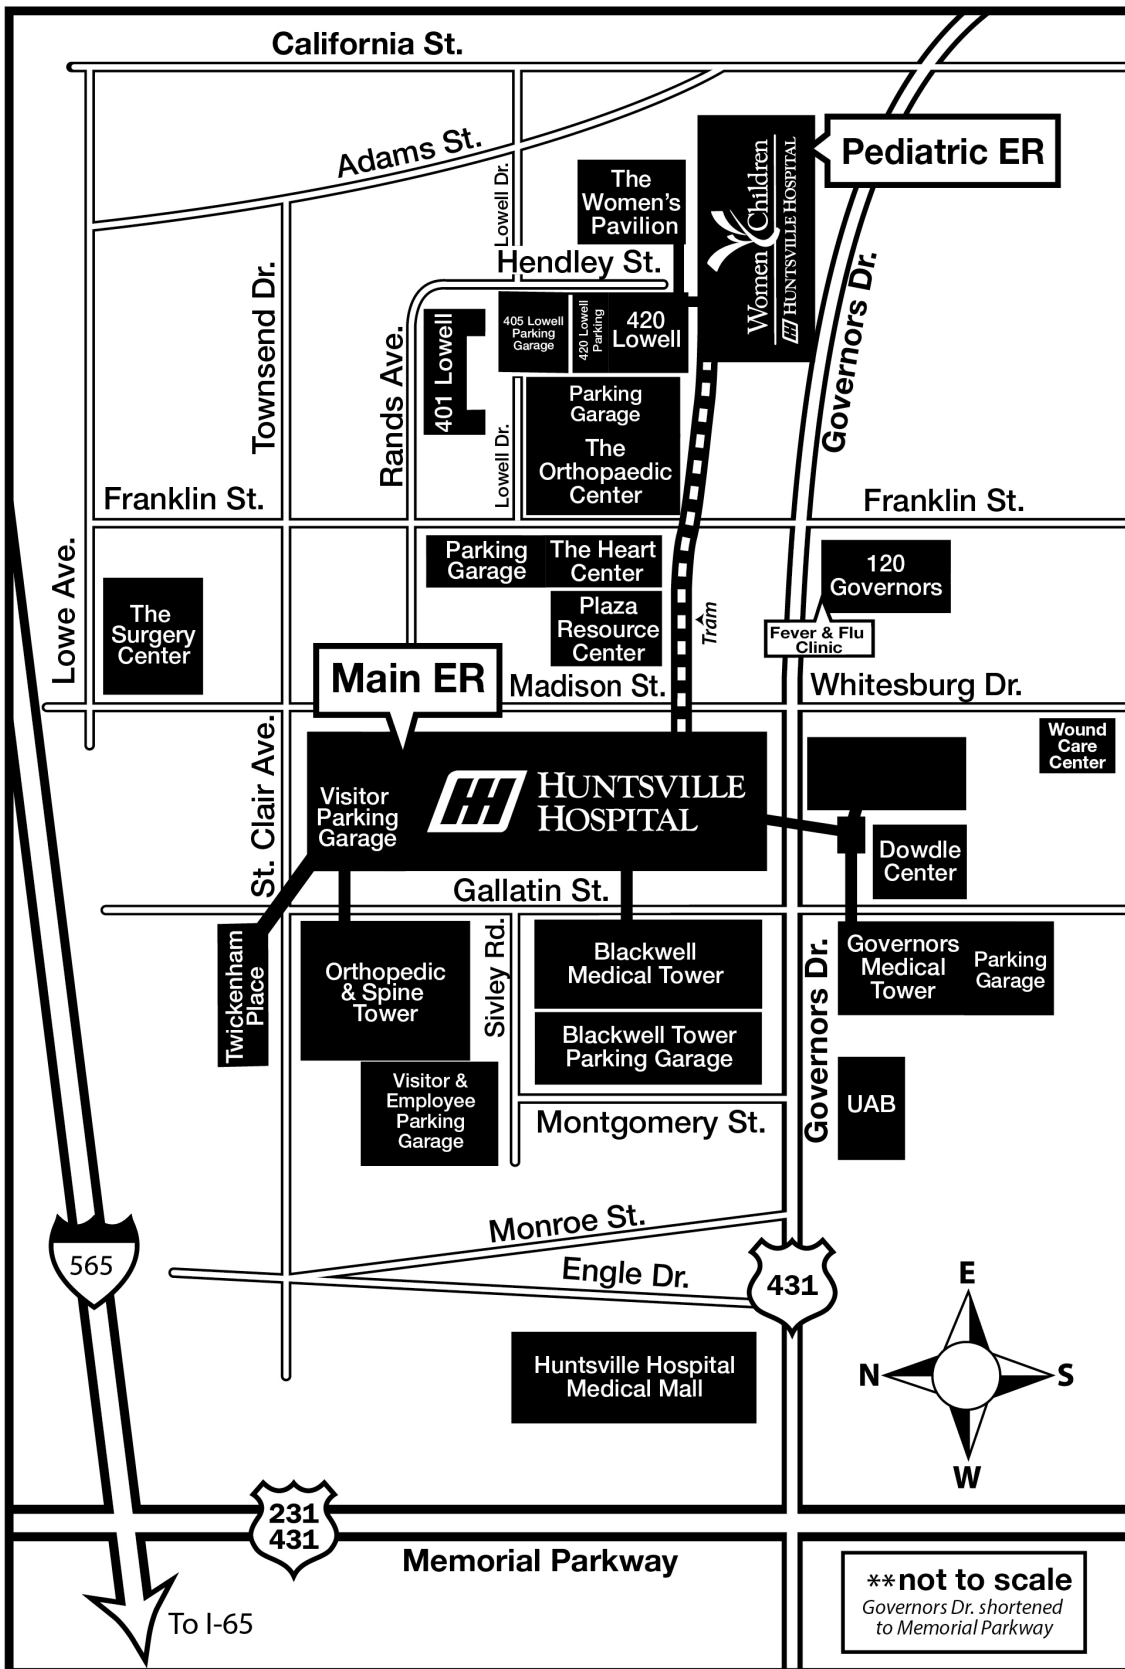 California St.
Adams St.
Pediatric ER
The
Women's
Pavilion
Women & Children
HUNTSVILLE HOSPITAL
Lowell Dr.
Hendley St.
Townsend Dr.
Rands Ave.
401 Lowell
405 Lowell
Parking
Garage
420 Lowell
Parking
420
Lowell
Governors Dr.
Parking
Garage
The
Orthopaedic
Center
Lowell Dr.
Franklin St.
Franklin St.
Lowe Ave.
The
Surgery
Center
Parking
Garage
The Heart
Center
Plaza
Resource
Center
Tram
120
Governors
Fever & Flu
Clinic
Main ER
Madison St.
Whitesburg Dr.
Wound
Care
Center
St. Clair Ave.
Visitor
Parking
Garage
HUNTSVILLE
HOSPITAL
Dowdle
Center
Gallatin St.
Twickenham
Place
Orthopedic
& Spine
Tower
Sivley Rd.
Blackwell
Medical Tower
Blackwell Tower
Parking Garage
Governors Dr.
Governors
Medical
Tower
Parking
Garage
Visitor &
Employee
Parking
Garage
Montgomery St.
UAB
Monroe St.
Engle Dr.
565
431
E
N
S
W
Huntsville Hospital
Medical Mall
231
431
Memorial Parkway
To I-65
**not to scale
Governors Dr. shortened
to Memorial Parkway